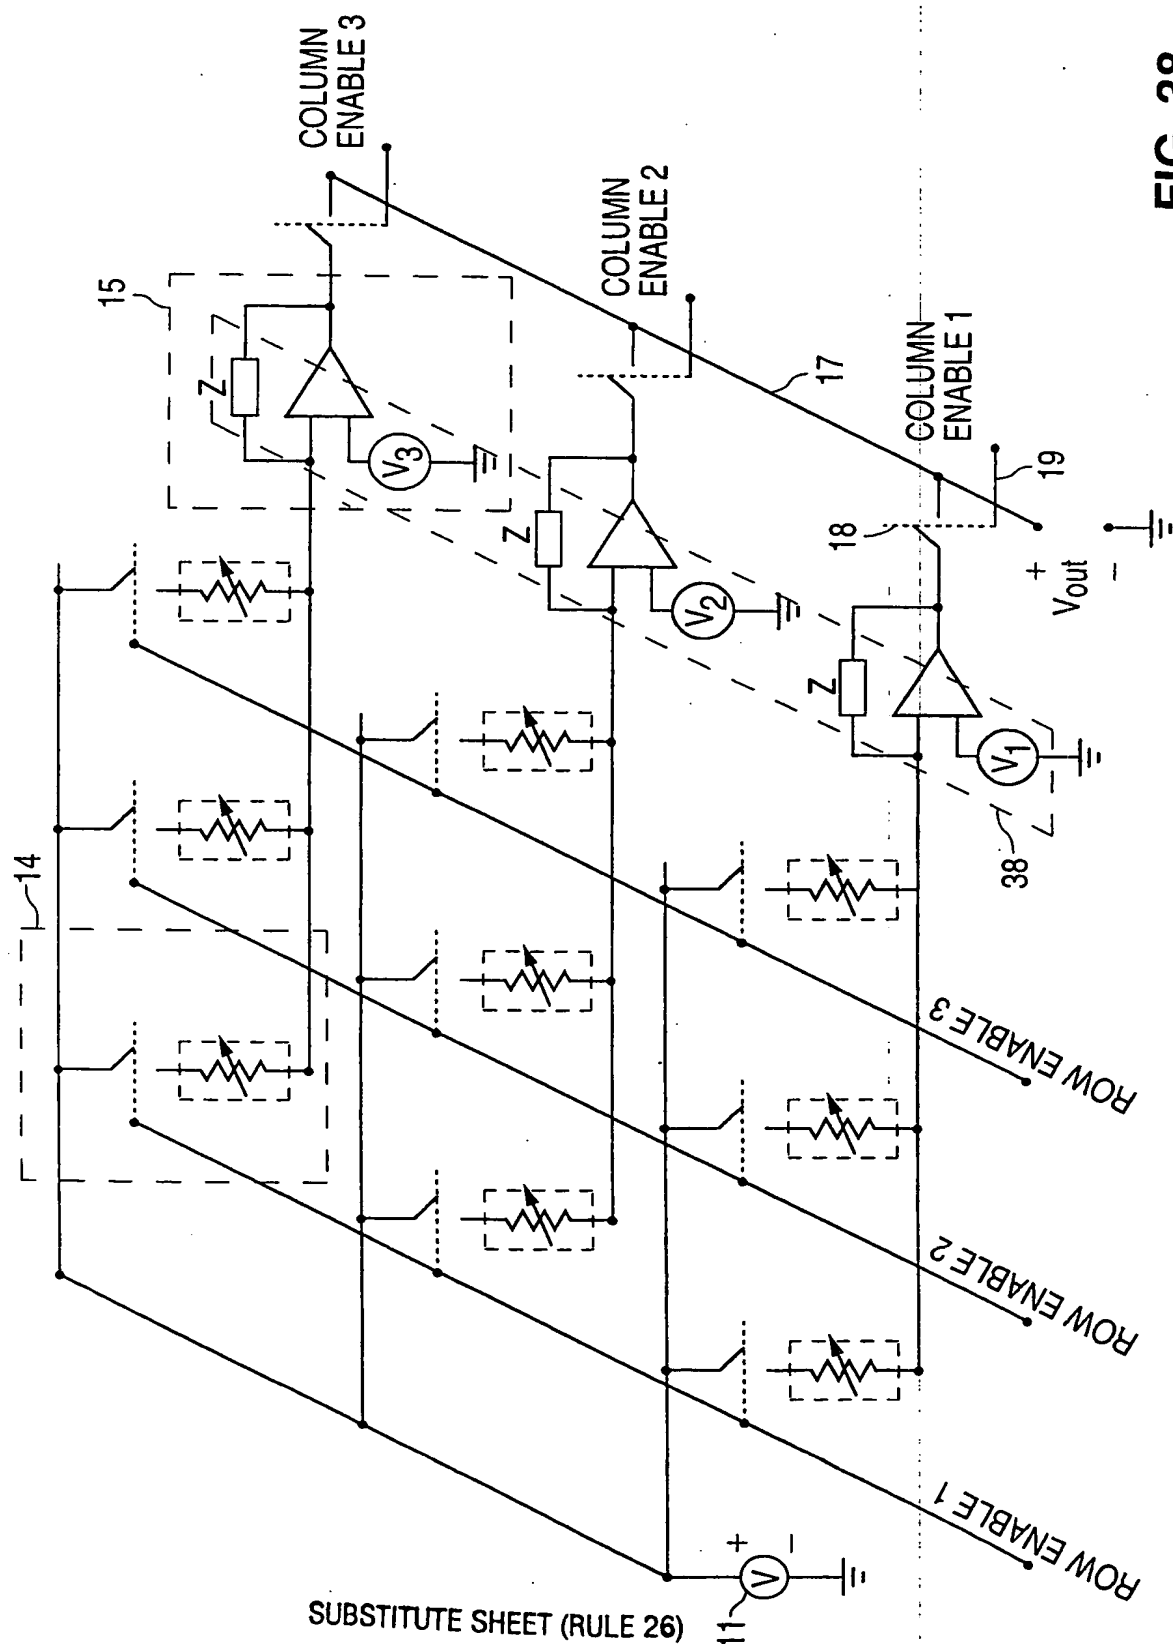 14
15
Z
V3
COLUMN
ENABLE 3
Z
V2
COLUMN
ENABLE 2
17
Z
V1
COLUMN
ENABLE 1
18
19
+
Vout
−
38
ROW ENABLE 3
ROW ENABLE 2
ROW ENABLE 1
+
V
−
11
SUBSTITUTE SHEET (RULE 26)